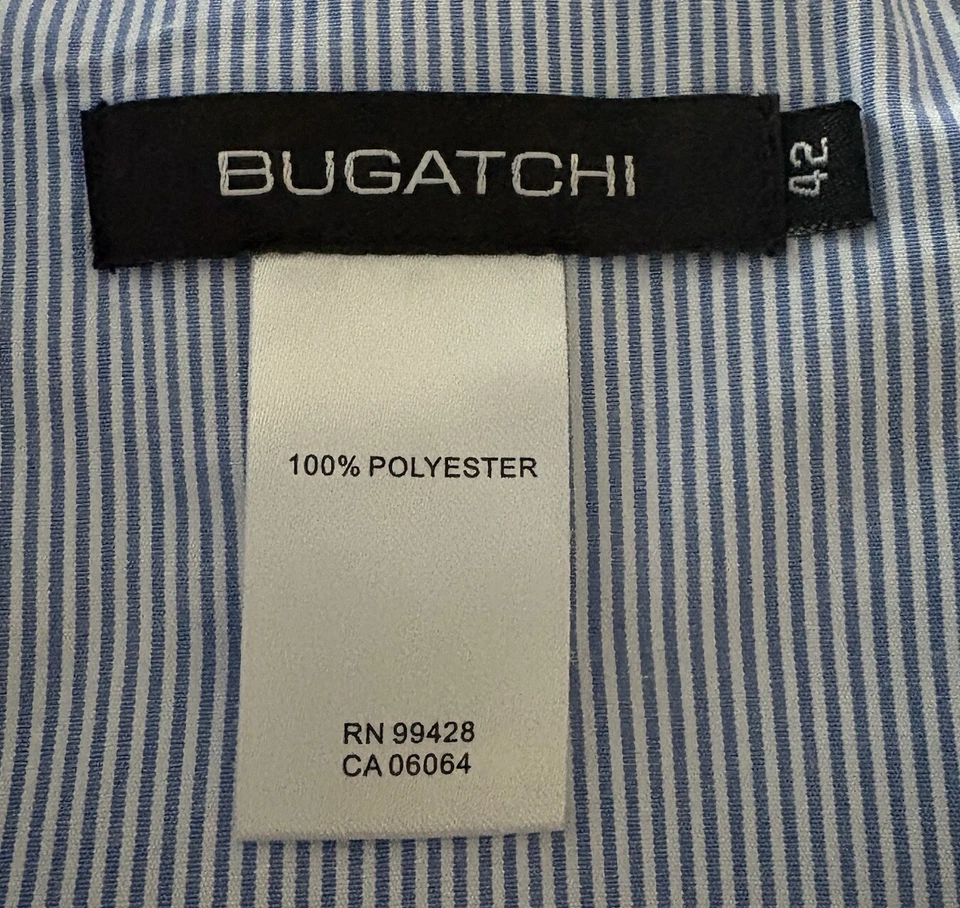 BUGATCHI
42
100% POLYESTER
RN 99428
CA 06064